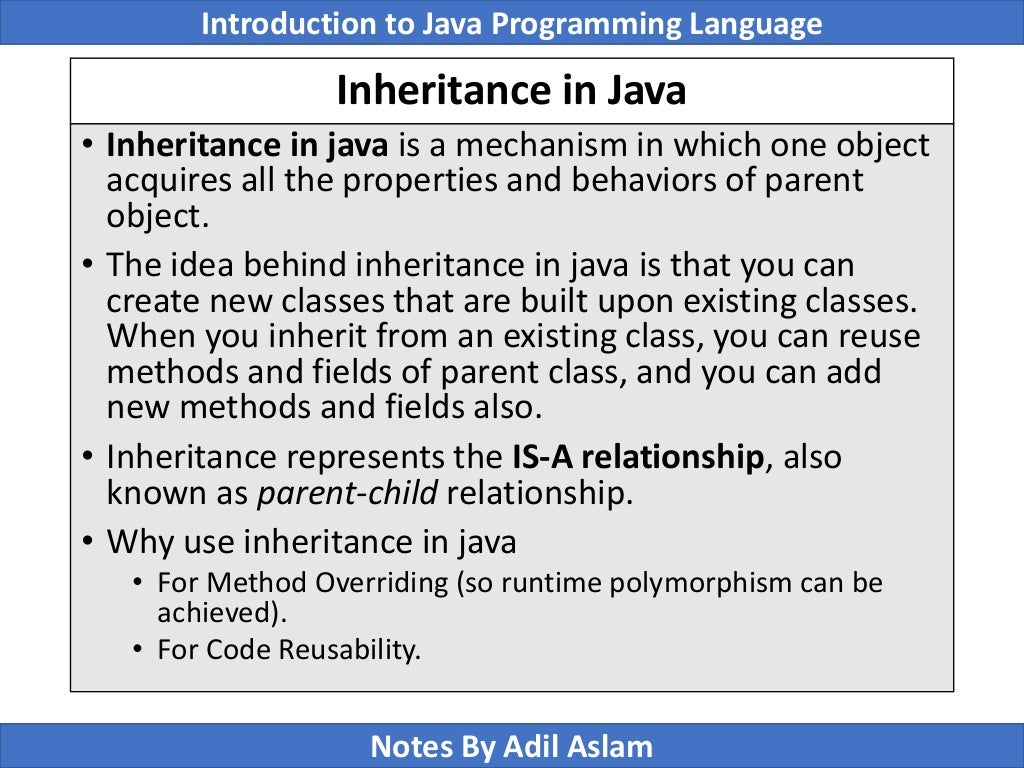 Introduction to Java Programming Language
Inheritance in Java
• Inheritance in java is a mechanism in which one object
acquires all the properties and behaviors of parent
object.
• The idea behind inheritance in java is that you can
create new classes that are built upon existing classes.
When you inherit from an existing class, you can reuse
methods and fields of parent class, and you can add
new methods and fields also.
• Inheritance represents the IS-A relationship, also
known as parent-child relationship.
• Why use inheritance in java
• For Method Overriding (so runtime polymorphism can be
achieved).
• For Code Reusability.
Notes By Adil Aslam